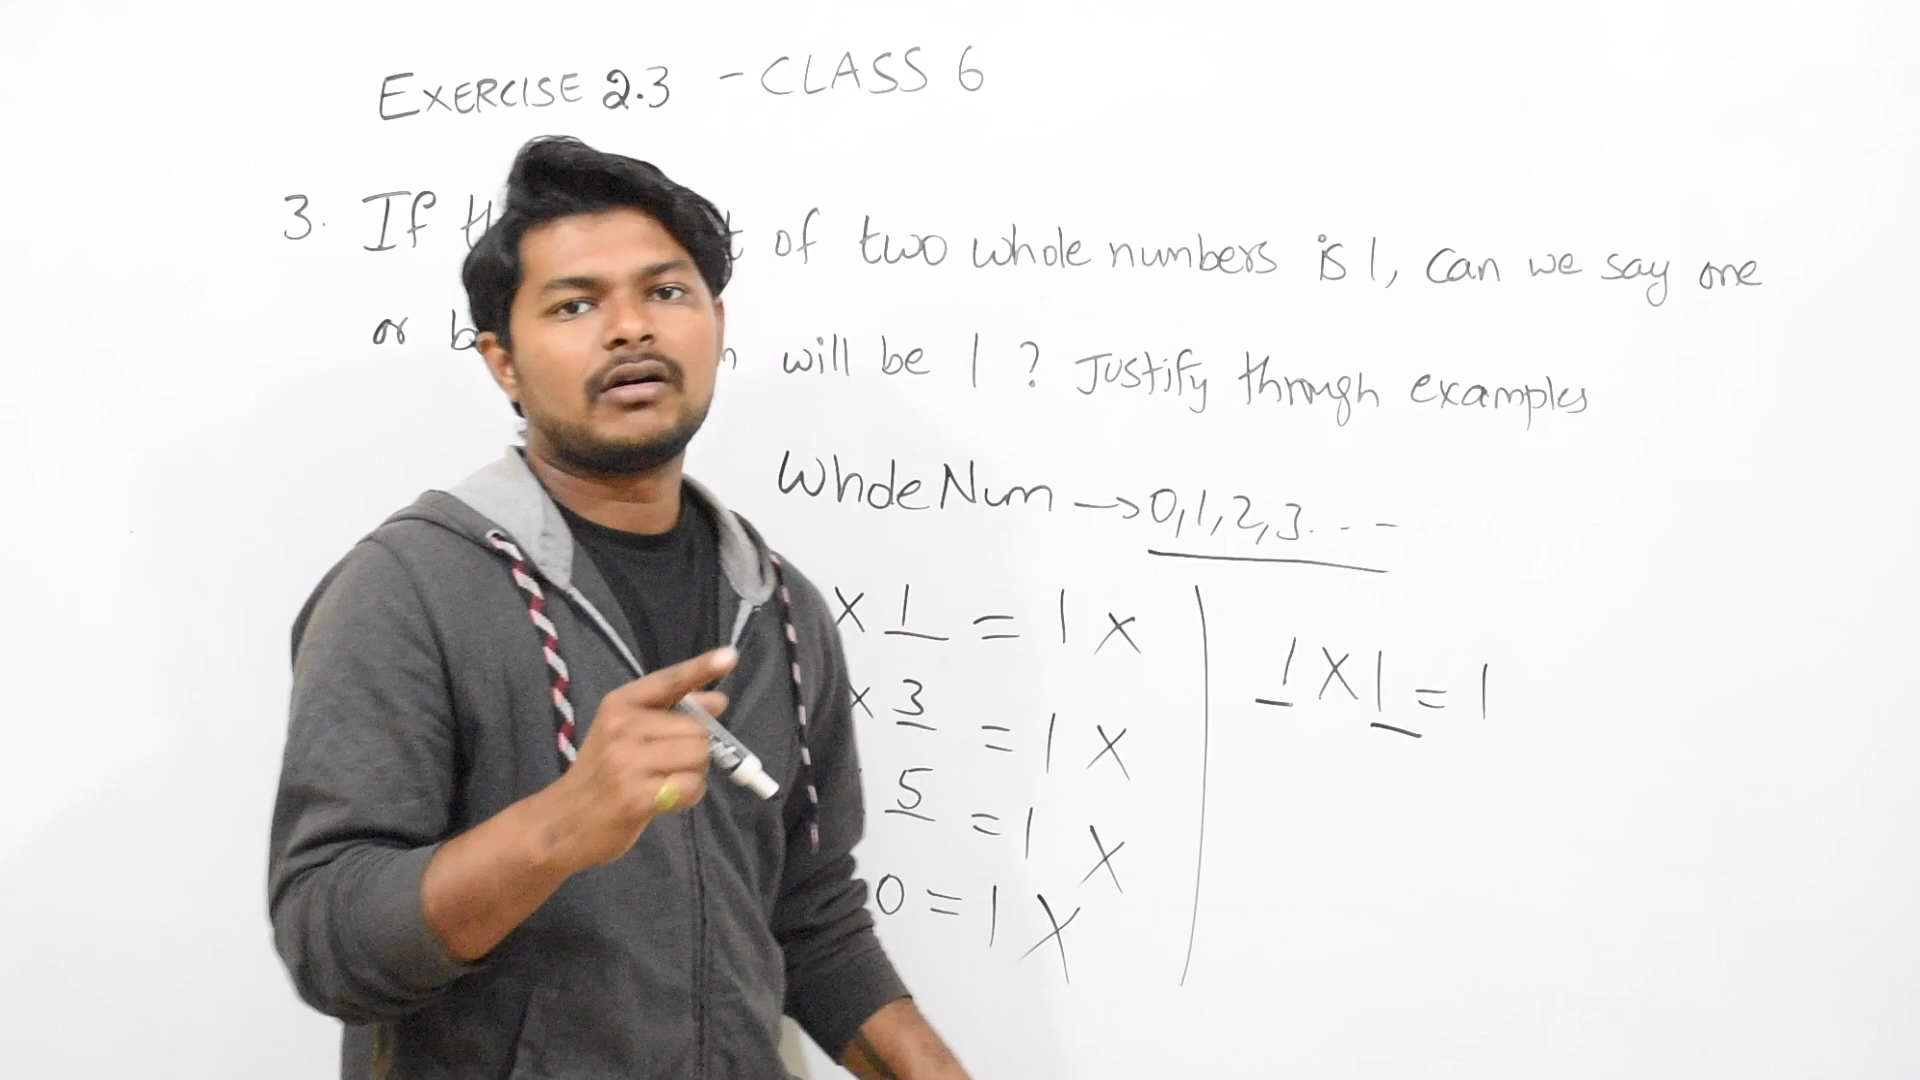 EXERCISE 2.3 - CLASS 6
3. If of two whole numbers is 1, can we say one
or will be 1 ? Justify through examples
Whole Num → 0, 1, 2, 3 . - -
x 1 = 1 x
x 3 = 1 x
5 = 1 x
0 = 1 x
1 x 1 = 1